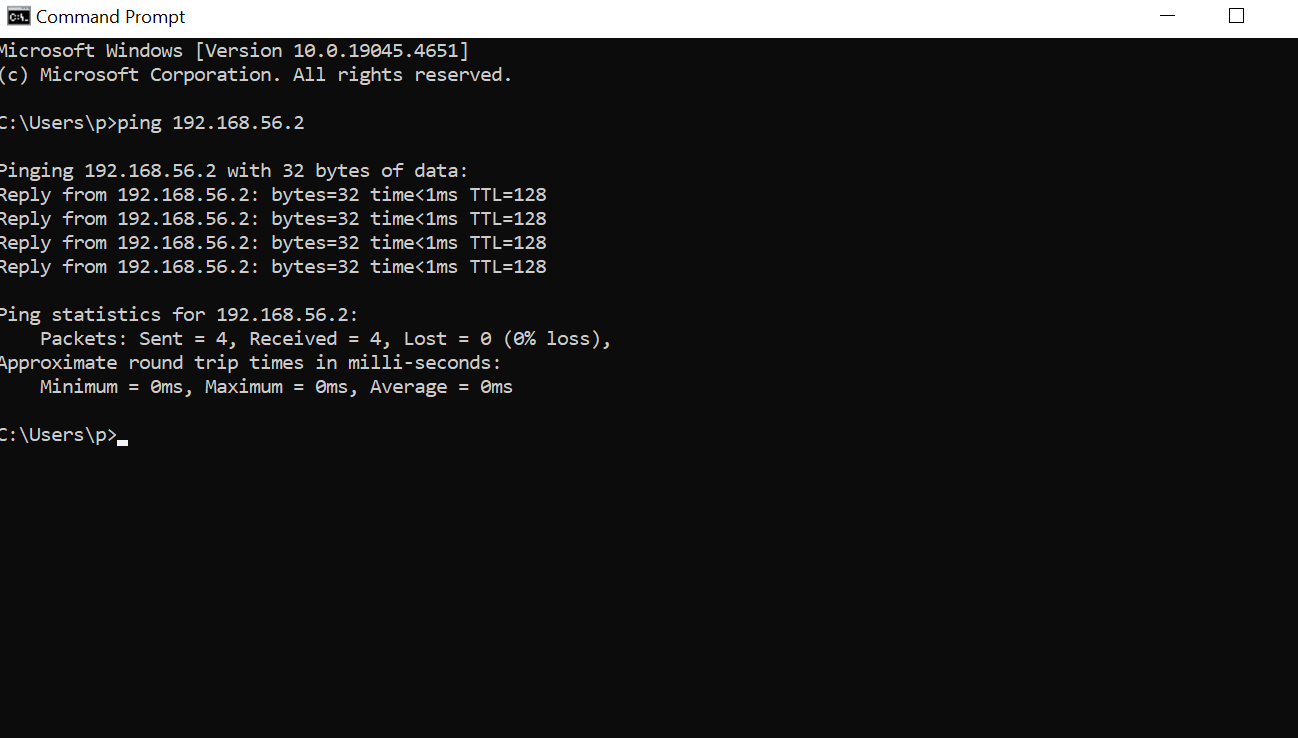 Command Prompt
Microsoft Windows [Version 10.0.19045.4651]
(c) Microsoft Corporation. All rights reserved.
C:\Users\p>ping 192.168.56.2
Pinging 192.168.56.2 with 32 bytes of data:
Reply from 192.168.56.2: bytes=32 time<1ms TTL=128
Reply from 192.168.56.2: bytes=32 time<1ms TTL=128
Reply from 192.168.56.2: bytes=32 time<1ms TTL=128
Reply from 192.168.56.2: bytes=32 time<1ms TTL=128
Ping statistics for 192.168.56.2:
Packets: Sent = 4, Received = 4, Lost = 0 (0% loss),
Approximate round trip times in milli-seconds:
Minimum = 0ms, Maximum = 0ms, Average = 0ms
C:\Users\p>